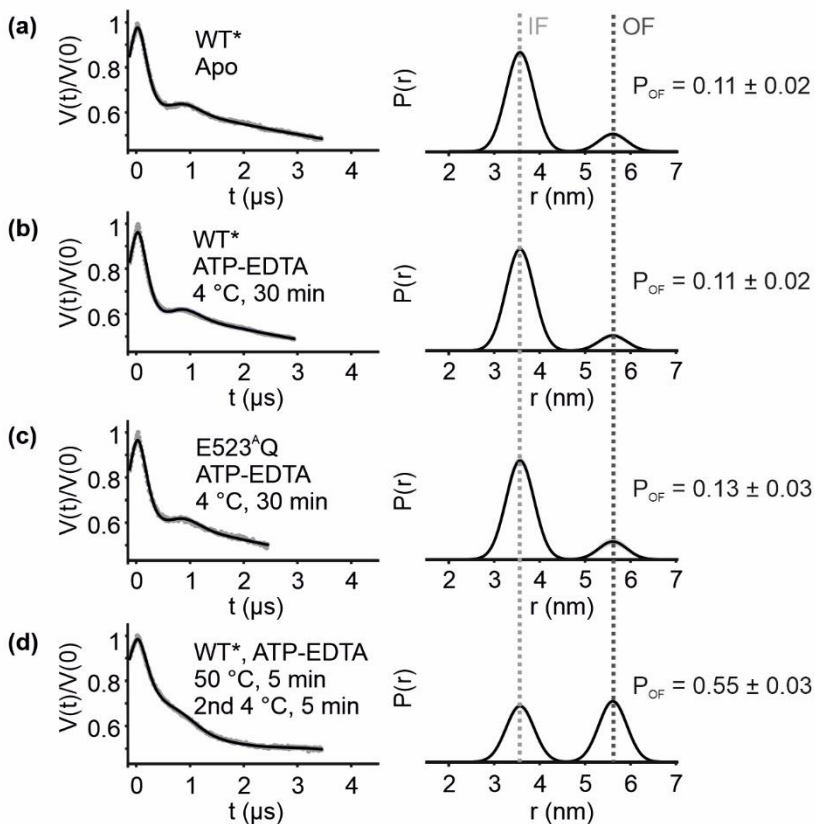 (a)
V(t)/V(0)
1
0.8
0.6
WT*
Apo
0 1 2 3 4
t (µs)
P(r)
IF
OF
P_OF = 0.11 ± 0.02
2 3 4 5 6 7
r (nm)
(b)
V(t)/V(0)
1
0.8
0.6
WT*
ATP-EDTA
4 °C, 30 min
0 1 2 3 4
t (µs)
P(r)
P_OF = 0.11 ± 0.02
2 3 4 5 6 7
r (nm)
(c)
V(t)/V(0)
1
0.8
0.6
E523ᴬQ
ATP-EDTA
4 °C, 30 min
0 1 2 3 4
t (µs)
P(r)
P_OF = 0.13 ± 0.03
2 3 4 5 6 7
r (nm)
(d)
V(t)/V(0)
1
0.8
0.6
WT*, ATP-EDTA
50 °C, 5 min
2nd 4 °C, 5 min
0 1 2 3 4
t (µs)
P(r)
P_OF = 0.55 ± 0.03
2 3 4 5 6 7
r (nm)